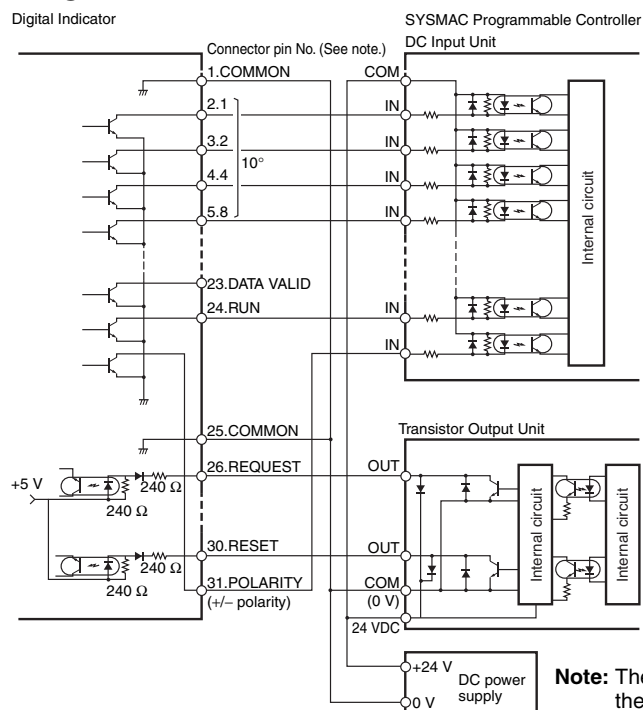 Digital Indicator
SYSMAC Programmable Controller
DC Input Unit
Connector pin No. (See note.)
1.COMMON
COM
2.1
IN
3.2
IN
10°
4.4
IN
5.8
IN
Internal circuit
23.DATA VALID
24.RUN
IN
IN
25.COMMON
Transistor Output Unit
26.REQUEST
OUT
+5 V
240 Ω
240 Ω
Internal circuit
Internal circuit
30.RESET
OUT
240 Ω
240 Ω
31.POLARITY
(+/− polarity)
COM
(0 V)
24 VDC
+24 V
DC power
supply
0 V
Note: The
the